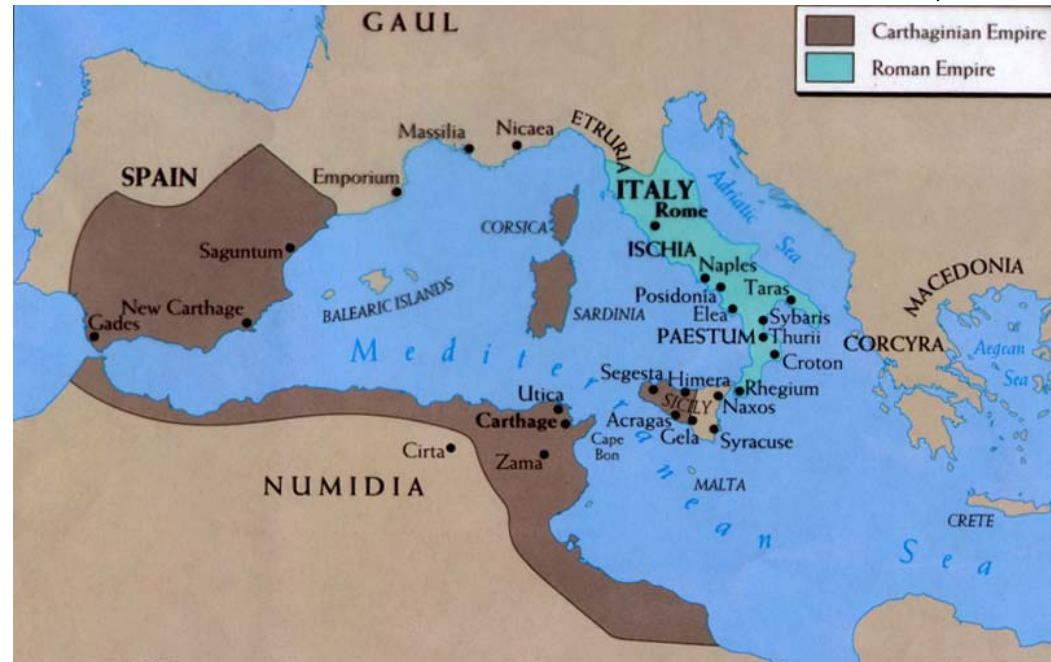 GAUL
Carthaginian Empire
Roman Empire
Massilia
Nicaea
ETRURIA
SPAIN
Emporium
ITALY
Rome
Adriatic
Sea
CORSICA
Saguntum
ISCHIA
Naples
MACEDONIA
BALEARIC ISLANDS
Posidonia
Taras
New Carthage
SARDINIA
Elea
Sybaris
Gades
PAESTUM
Thurii
CORCYRA
Aegean
Sea
Mediterranean Sea
Croton
Segesta
Himera
Rhegium
Utica
SICILY
Naxos
Carthage
Acragas
Gela
Syracuse
Cirta
Cape
Bon
Zama
NUMIDIA
MALTA
CRETE